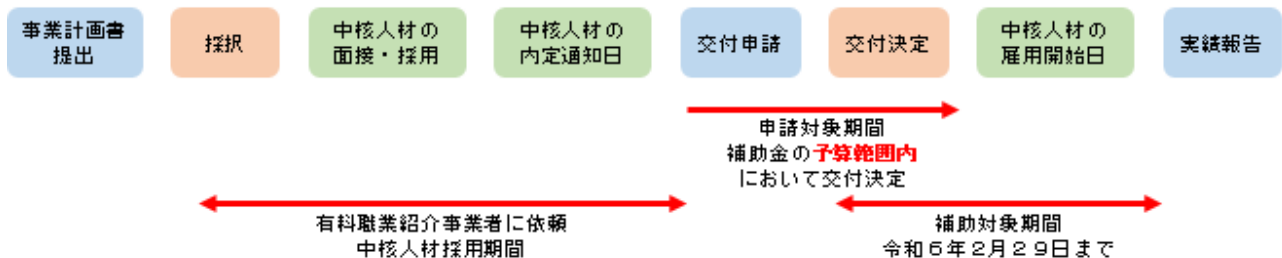 事業計画書
提出
採択
中核人材の
面接・採用
中核人材の
内定通知日
交付申請
交付決定
中核人材の
雇用開始日
実績報告
申請対象期間
補助金の予算範囲内
において交付決定
有料職業紹介事業者に依頼
中核人材採用期間
補助対象期間
令和６年２月２９日まで